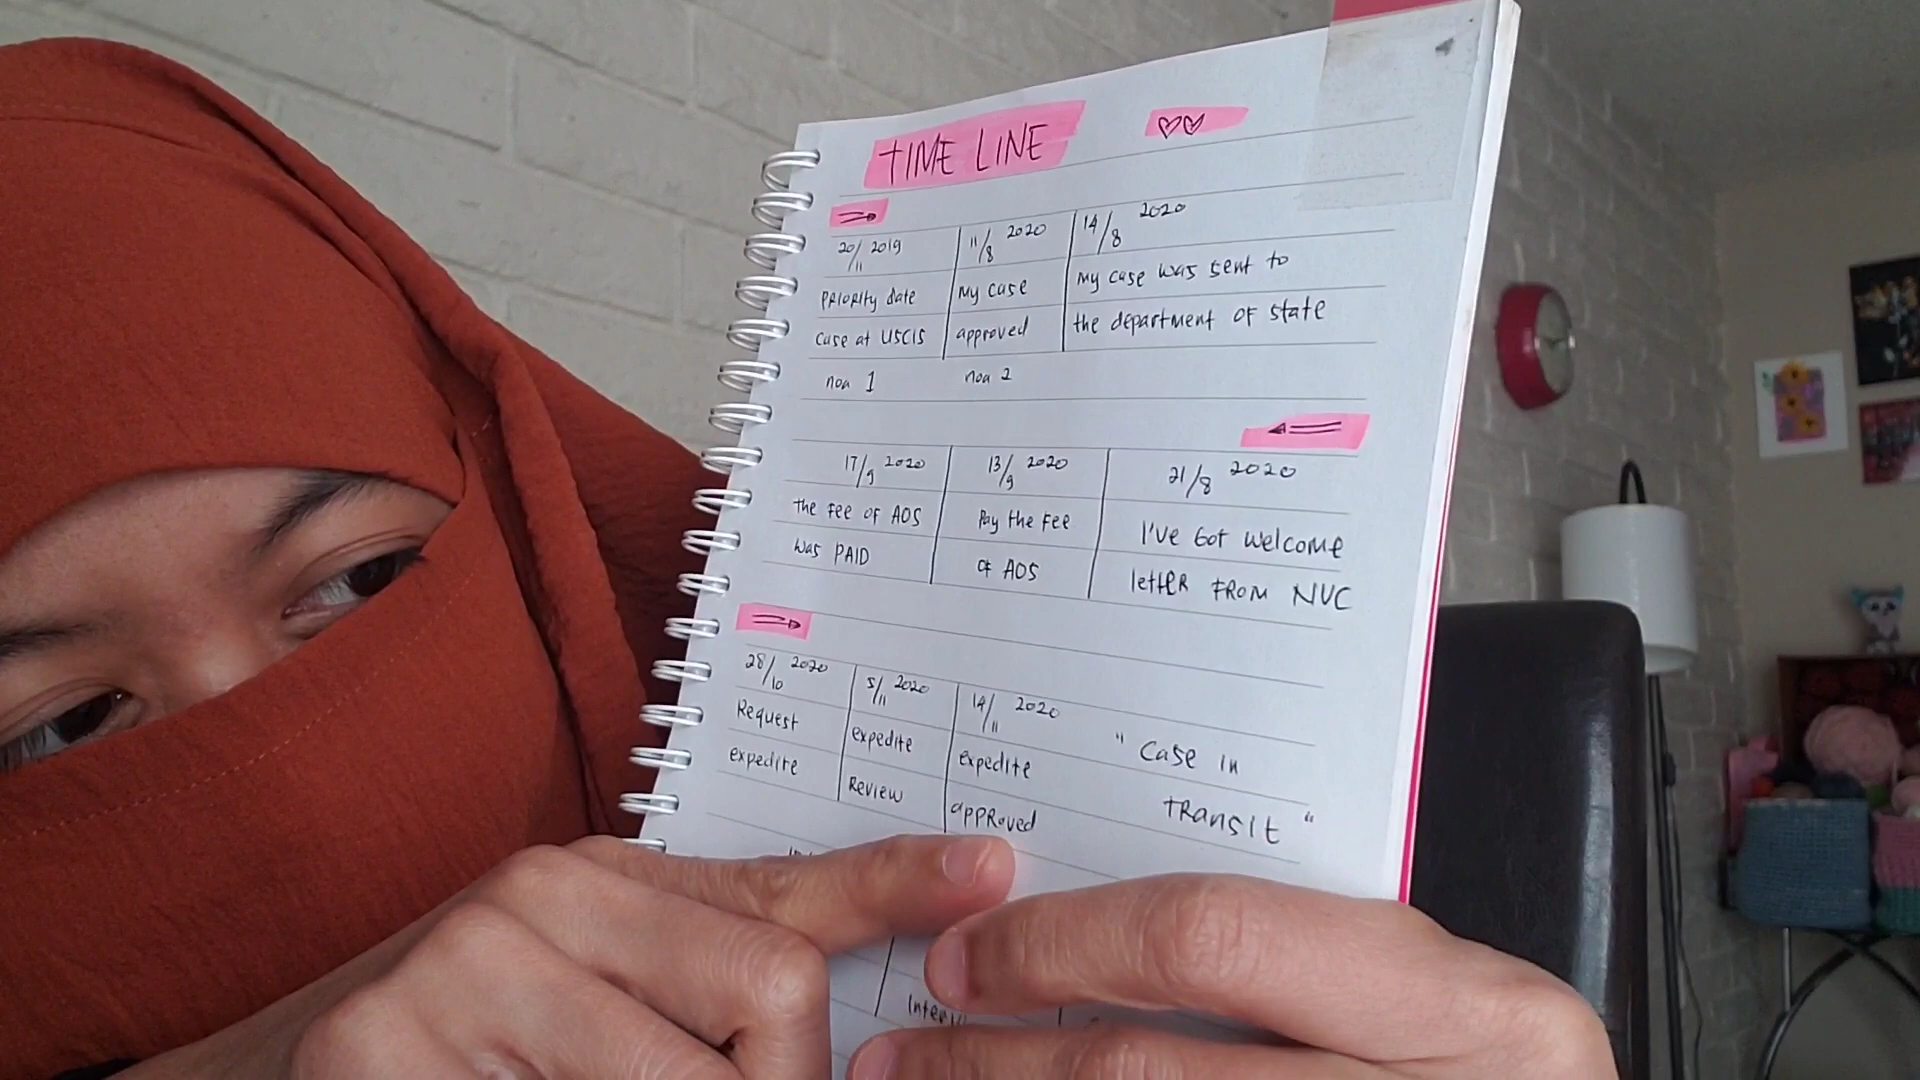 TIME LINE
20/11 2019
PRIORITY date
case at USCIS
noa 1
11/8 2020
My case
approved
noa 2
14/8 2020
My case was sent to
the department of state
17/9 2020
the Fee of AOS
was PAID
13/9 2020
Pay the Fee
of AOS
21/8 2020
I've Got welcome
letter from NVC
28/10 2020
Request
expedite
5/11 2020
expedite
Review
14/11 2020
expedite
approved
" Case in
transit "